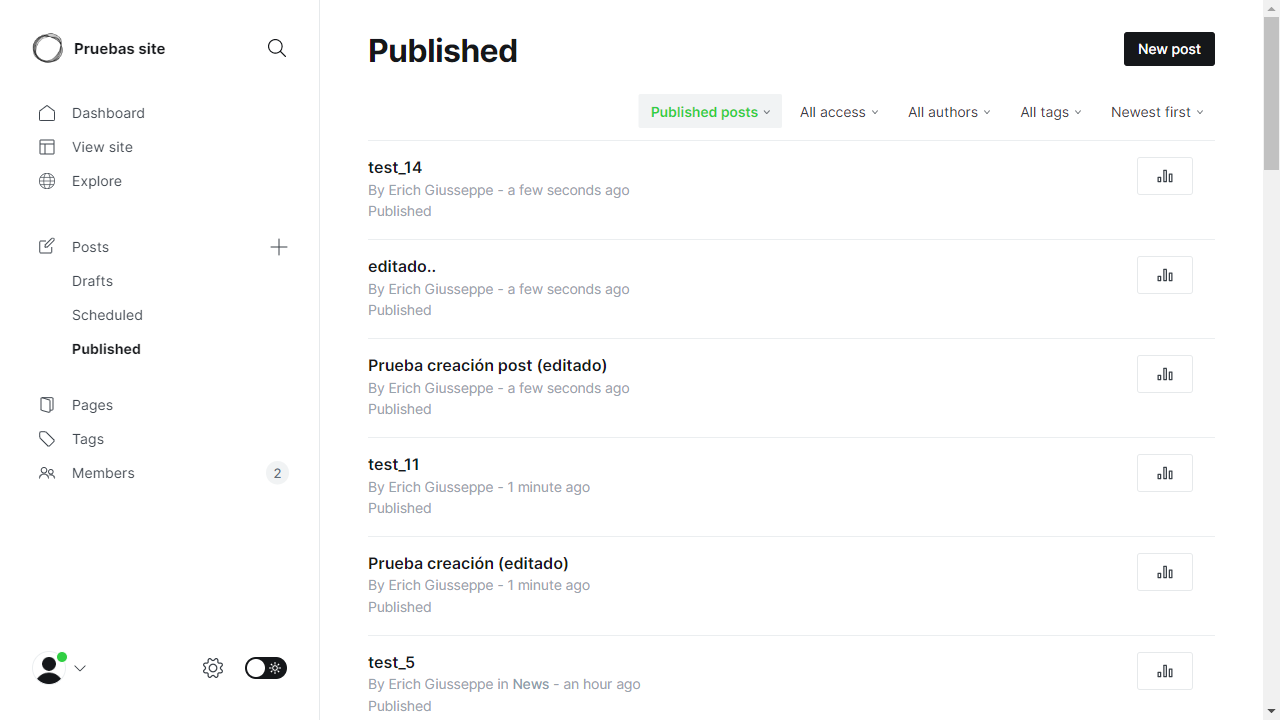 Pruebas site
Dashboard
View site
Explore
Posts
Drafts
Scheduled
Published
Pages
Tags
Members 2
Published
New post
Published posts All access All authors All tags Newest first
test_14
By Erich Giusseppe - a few seconds ago
Published
editado..
By Erich Giusseppe - a few seconds ago
Published
Prueba creación post (editado)
By Erich Giusseppe - a few seconds ago
Published
test_11
By Erich Giusseppe - 1 minute ago
Published
Prueba creación (editado)
By Erich Giusseppe - 1 minute ago
Published
test_5
By Erich Giusseppe in News - an hour ago
Published